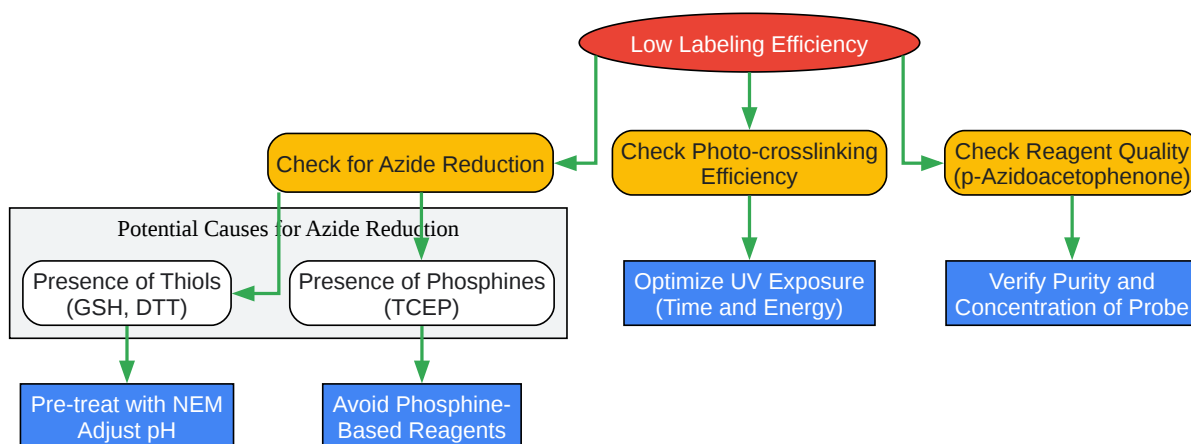 Low Labeling Efficiency
Check for Azide Reduction
Check Photo-crosslinking
Efficiency
Check Reagent Quality
(p-Azidoacetophenone)
Potential Causes for Azide Reduction
Presence of Thiols
(GSH, DTT)
Presence of Phosphines
(TCEP)
Optimize UV Exposure
(Time and Energy)
Verify Purity and
Concentration of Probe
Pre-treat with NEM
Adjust pH
Avoid Phosphine-
Based Reagents